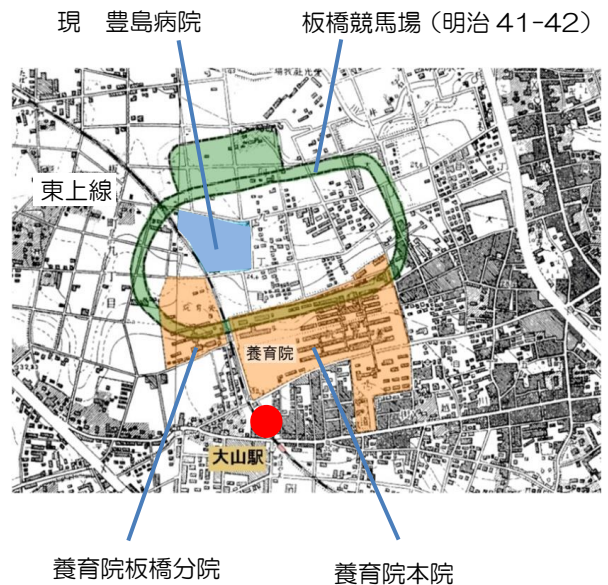 現　豊島病院
板橋競馬場（明治 41-42）
東上線
養育院
大山駅
養育院板橋分院
養育院本院